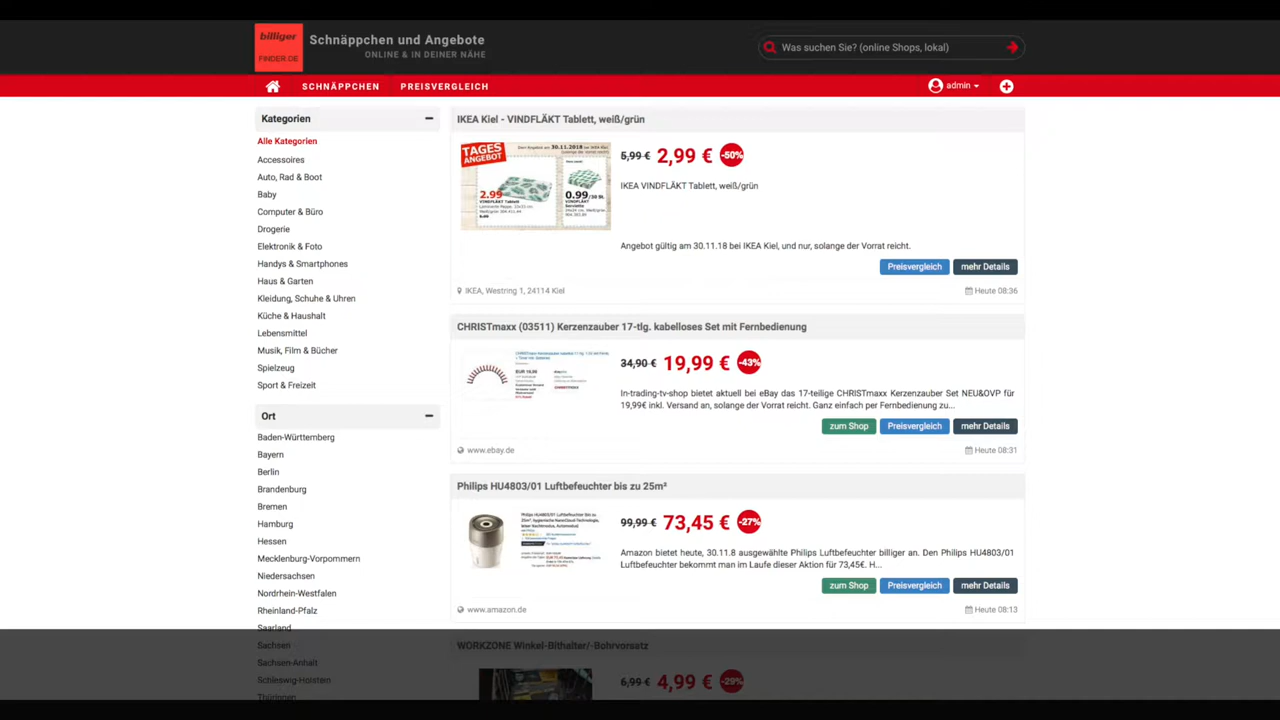 billiger
FINDER.DE
Schnäppchen und Angebote
ONLINE & IN DEINER NÄHE
Was suchen Sie? (online Shops, lokal)
SCHNÄPPCHEN
PREISVERGLEICH
admin
Kategorien
Alle Kategorien
Accessoires
Auto, Rad & Boot
Baby
Computer & Büro
Drogerie
Elektronik & Foto
Handys & Smartphones
Haus & Garten
Kleidung, Schuhe & Uhren
Küche & Haushalt
Lebensmittel
Musik, Film & Bücher
Spielzeug
Sport & Freizeit
Ort
Baden-Württemberg
Bayern
Berlin
Brandenburg
Bremen
Hamburg
Hessen
Mecklenburg-Vorpommern
Niedersachsen
Nordrhein-Westfalen
Rheinland-Pfalz
Saarland
Sachsen
Sachsen-Anhalt
Schleswig-Holstein
Thüringen
IKEA Kiel - VINDFLÄKT Tablett, weiß/grün
TAGES
ANGEBOT
2.99
VINDFLÄKT Tablett
0.99
5,99 € 2,99 € -50%
IKEA VINDFLÄKT Tablett, weiß/grün
Angebot gültig am 30.11.18 bei IKEA Kiel, und nur, solange der Vorrat reicht.
Preisvergleich mehr Details
IKEA, Westring 1, 24114 Kiel
Heute 08:36
CHRISTmaxx (03511) Kerzenzauber 17-tlg. kabelloses Set mit Fernbedienung
34,90 € 19,99 € -43%
In-trading-tv-shop bietet aktuell bei eBay das 17-teilige CHRISTmaxx Kerzenzauber Set NEU&OVP für
19,99€ inkl. Versand an, solange der Vorrat reicht. Ganz einfach per Fernbedienung zu...
zum Shop Preisvergleich mehr Details
www.ebay.de
Heute 08:31
Philips HU4803/01 Luftbefeuchter bis zu 25m²
99,99 € 73,45 € -27%
Amazon bietet heute, 30.11.8 ausgewählte Philips Luftbefeuchter billiger an. Den Philips HU4803/01
Luftbefeuchter bekommt man im Laufe dieser Aktion für 73,45€. H...
zum Shop Preisvergleich mehr Details
www.amazon.de
Heute 08:13
WORKZONE Winkel-Bithalter/-Bohrvorsatz
6,99 € 4,99 € -29%